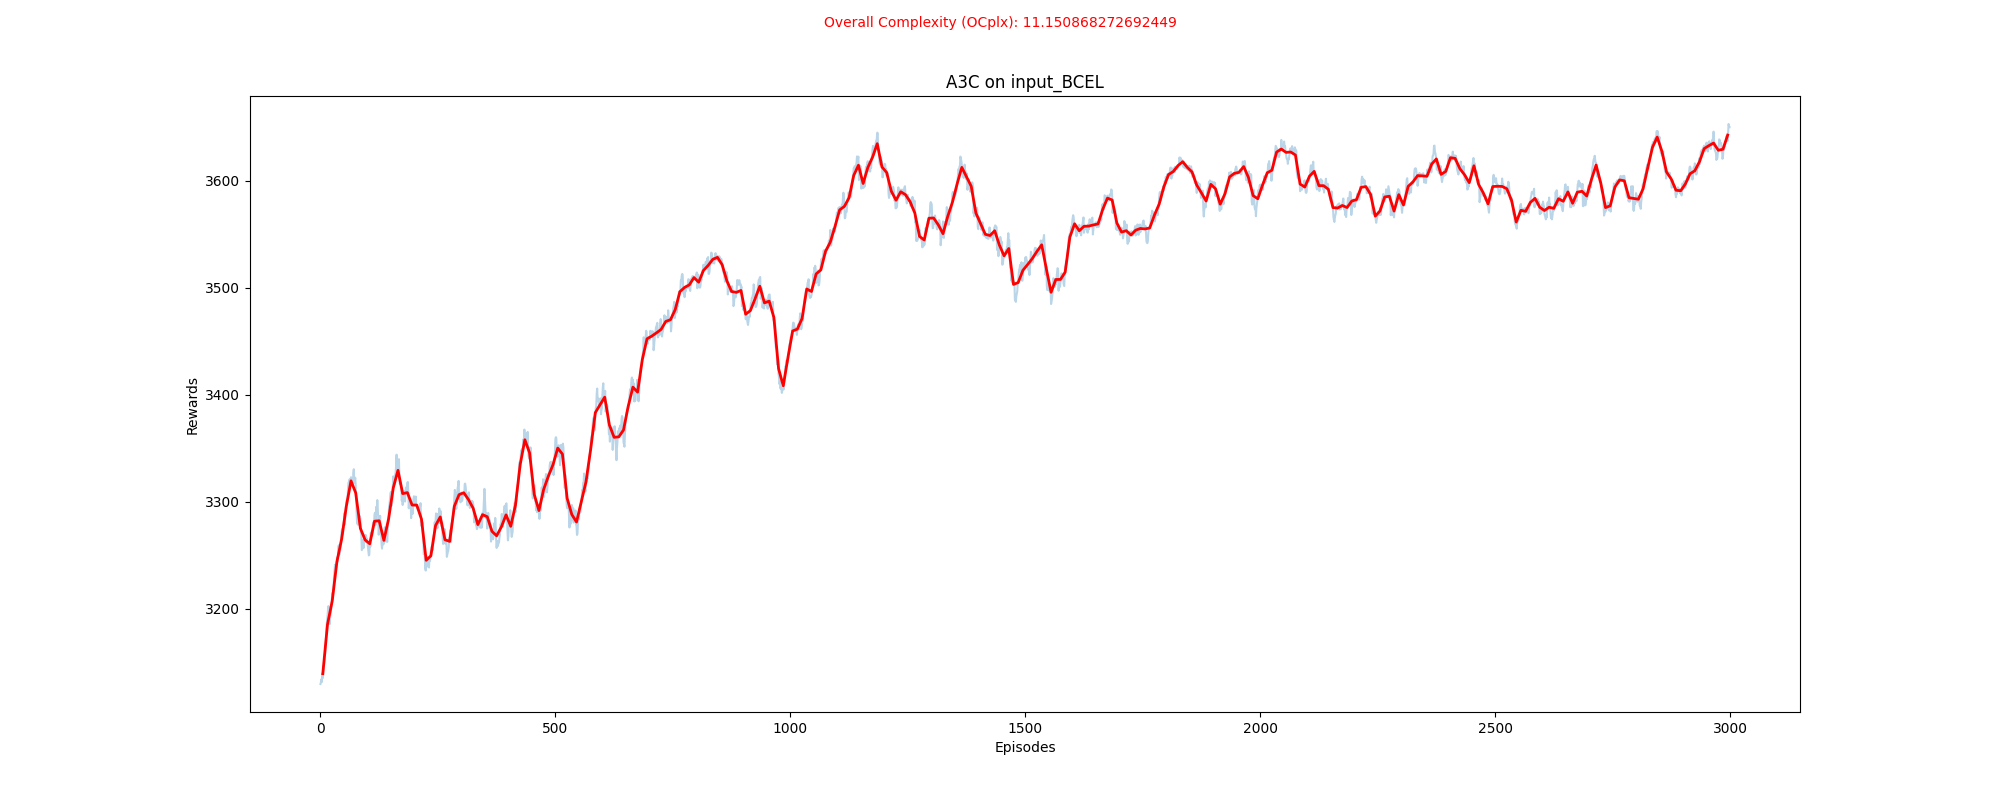 Overall Complexity (OCplx): 11.150868272692449
A3C on input_BCEL
3600
3500
3400
3300
3200
Rewards
0 500 1000 1500 2000 2500 3000
Episodes